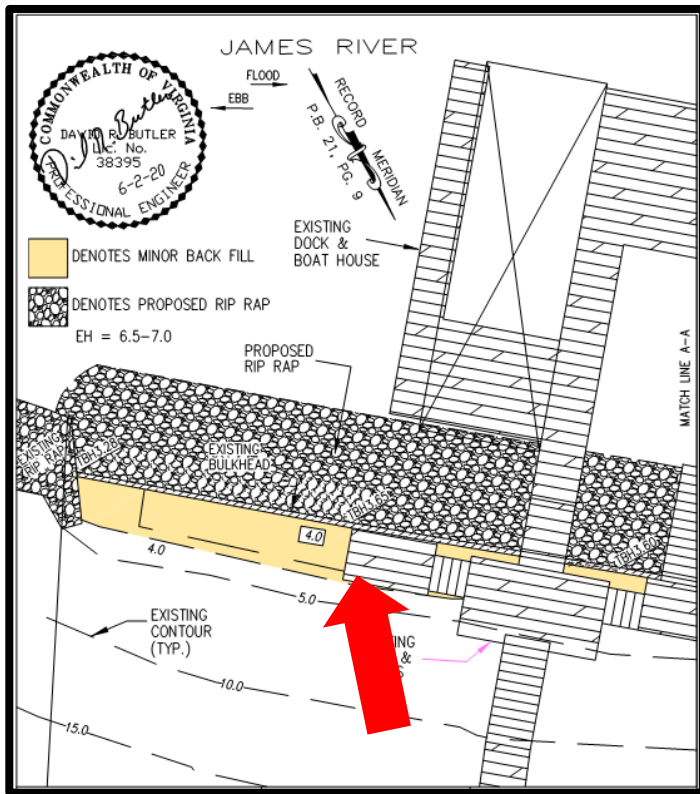 JAMES RIVER
FLOOD
EBB
COMMONWEALTH OF VIRGINIA
DAVID R. BUTLER
Lic. No.
38395
6-2-20
PROFESSIONAL ENGINEER
RECORD MERIDIAN
P.B. 21, PG. 9
EXISTING
DOCK &
BOAT HOUSE
DENOTES MINOR BACK FILL
DENOTES PROPOSED RIP RAP
EH = 6.5-7.0
PROPOSED
RIP RAP
MATCH LINE A-A
EXISTING
RIP RAP
TBH3.28
EXISTING
BULKHEAD
4.0
TBH3.60
4.0
5.0
EXISTING
CONTOUR
(TYP.)
10.0
15.0
&